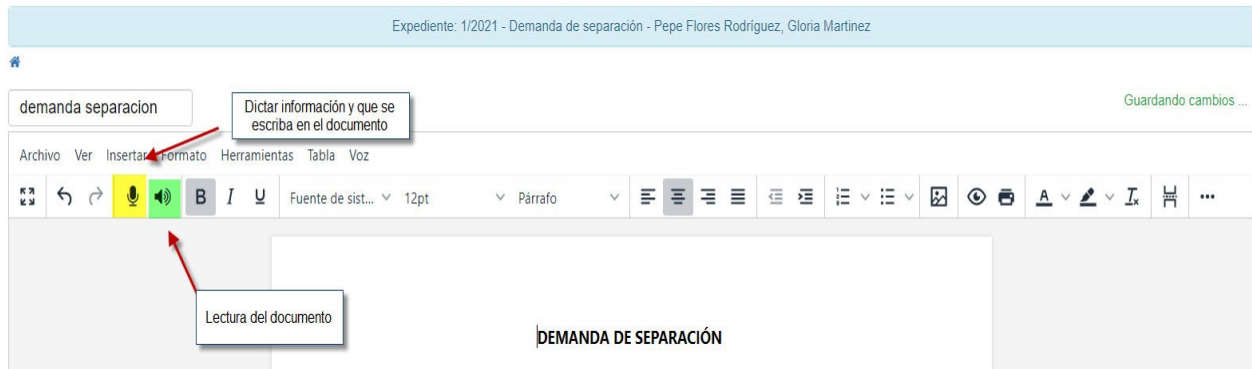 Expediente: 1/2021 - Demanda de separación - Pepe Flores Rodríguez, Gloria Martinez
demanda separacion
Dictar información y que se
escriba en el documento
Guardando cambios ...
Archivo Ver Insertar Formato Herramientas Tabla Voz
B I U Fuente de sist... 12pt Párrafo A
Lectura del documento
DEMANDA DE SEPARACIÓN